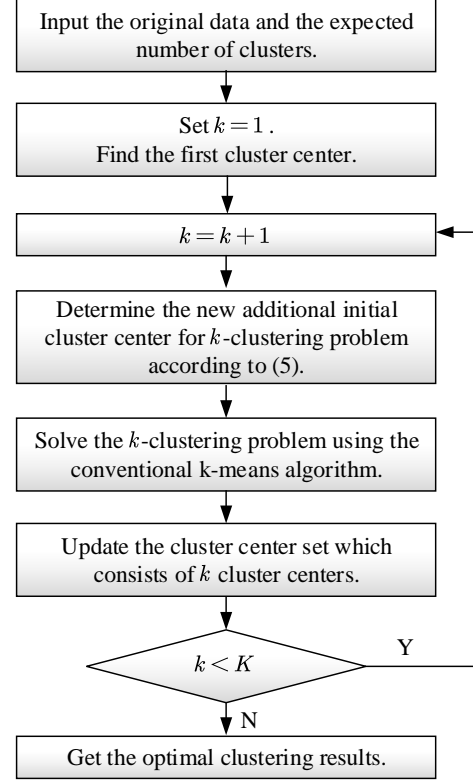 Input the original data and the expected
number of clusters.
Set k = 1 .
Find the first cluster center.
k = k + 1
Determine the new additional initial
cluster center for k-clustering problem
according to (5).
Solve the k-clustering problem using the
conventional k-means algorithm.
Update the cluster center set which
consists of k cluster centers.
k < K
Y
N
Get the optimal clustering results.